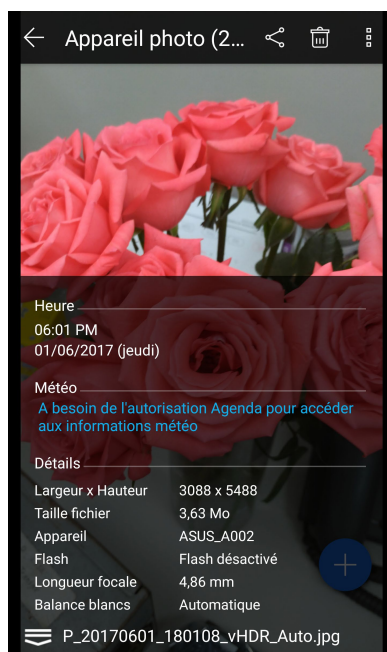 Appareil photo (2...
Heure
06:01 PM
01/06/2017 (jeudi)
Météo
A besoin de l'autorisation Agenda pour accéder
aux informations météo
Détails
Largeur x Hauteur 3088 x 5488
Taille fichier 3,63 Mo
Appareil ASUS_A002
Flash Flash désactivé
Longueur focale 4,86 mm
Balance blancs Automatique
P_20170601_180108_vHDR_Auto.jpg